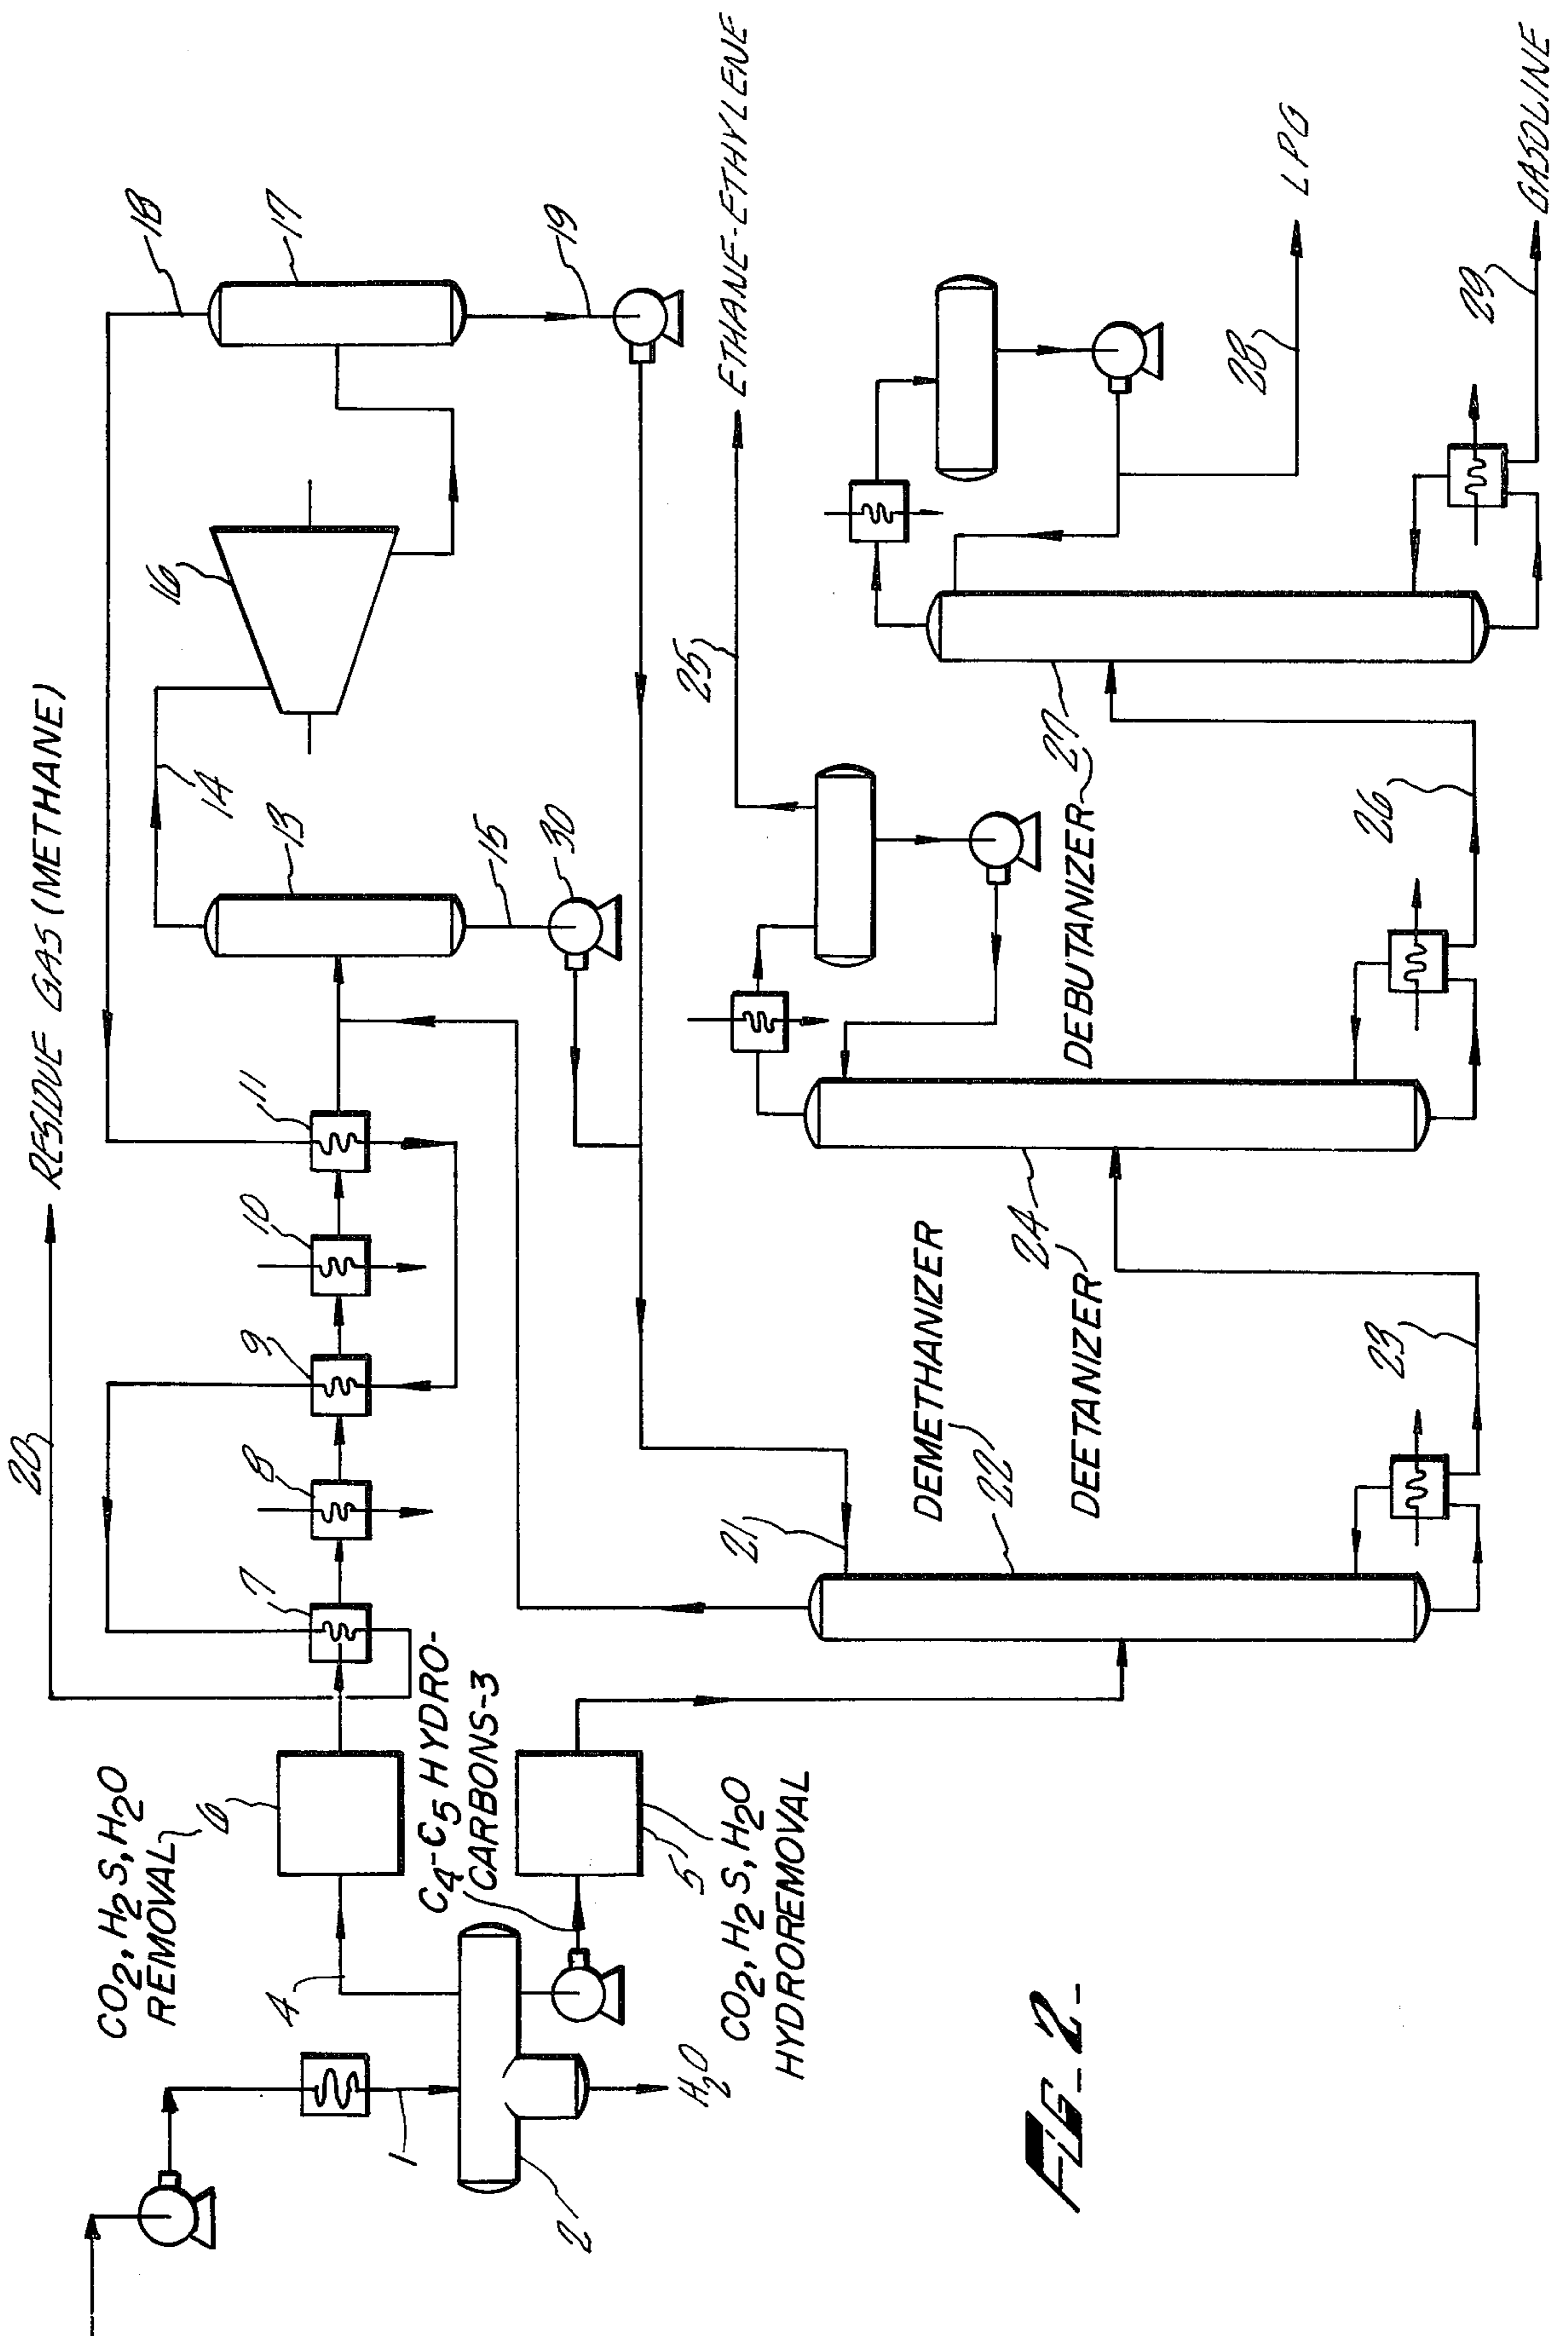 20
RESIDUE GAS (METHANE)
18
17
19
16
14
13
15
30
11
10
9
8
7
CO2, H2S, H2O
REMOVAL
6
4
1
2
H2O
C4-C5 HYDRO-
CARBONS-3
5
CO2, H2S, H2O
HYDROREMOVAL
21
DEMETHANIZER
22
23
DEETANIZER
24
25
ETHANE-ETHYLENE
26
DEBUTANIZER
27
28
LPG
29
GASOLINE
FIG_2_